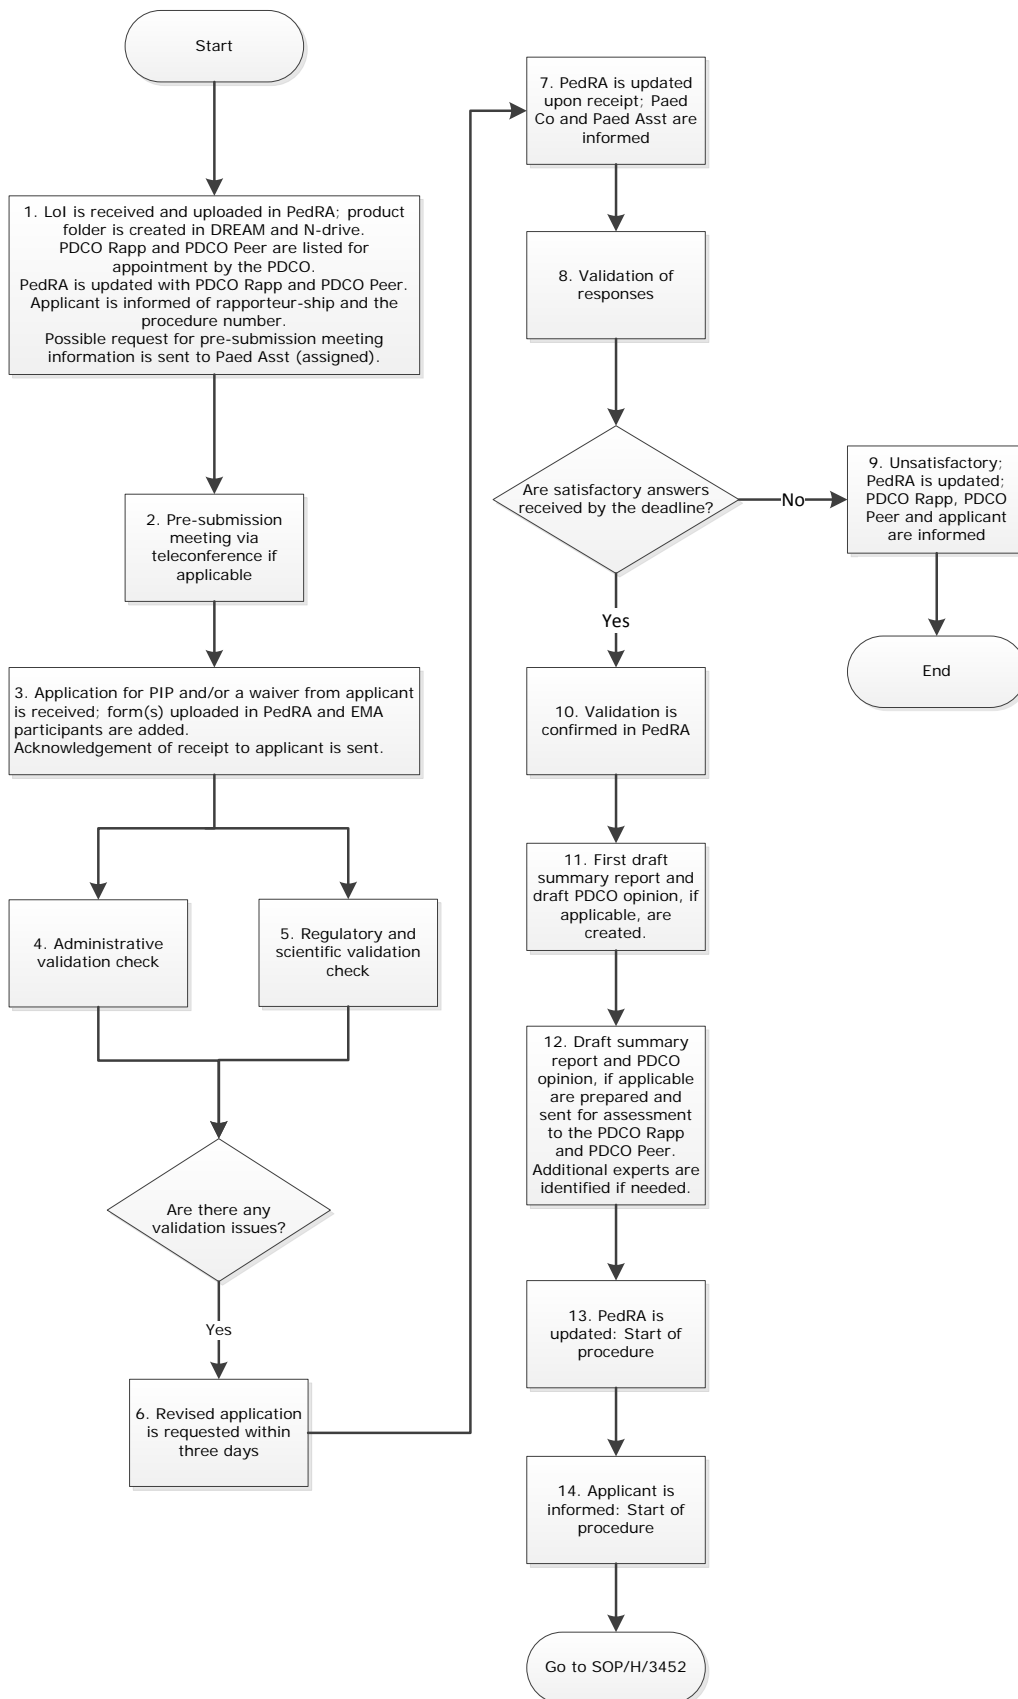 Start
1. LoI is received and uploaded in PedRA; product
folder is created in DREAM and N-drive.
PDCO Rapp and PDCO Peer are listed for
appointment by the PDCO.
PedRA is updated with PDCO Rapp and PDCO Peer.
Applicant is informed of rapporteur-ship and the
procedure number.
Possible request for pre-submission meeting
information is sent to Paed Asst (assigned).
2. Pre-submission
meeting via
teleconference if
applicable
3. Application for PIP and/or a waiver from applicant
is received; form(s) uploaded in PedRA and EMA
participants are added.
Acknowledgement of receipt to applicant is sent.
4. Administrative
validation check
5. Regulatory and
scientific validation
check
Are there any
validation issues?
Yes
6. Revised application
is requested within
three days
7. PedRA is updated
upon receipt; Paed
Co and Paed Asst are
informed
8. Validation of
responses
Are satisfactory answers
received by the deadline?
No
9. Unsatisfactory;
PedRA is updated;
PDCO Rapp, PDCO
Peer and applicant
are informed
End
Yes
10. Validation is
confirmed in PedRA
11. First draft
summary report and
draft PDCO opinion, if
applicable, are
created.
12. Draft summary
report and PDCO
opinion, if applicable
are prepared and
sent for assessment
to the PDCO Rapp
and PDCO Peer.
Additional experts are
identified if needed.
13. PedRA is
updated: Start of
procedure
14. Applicant is
informed: Start of
procedure
Go to SOP/H/3452